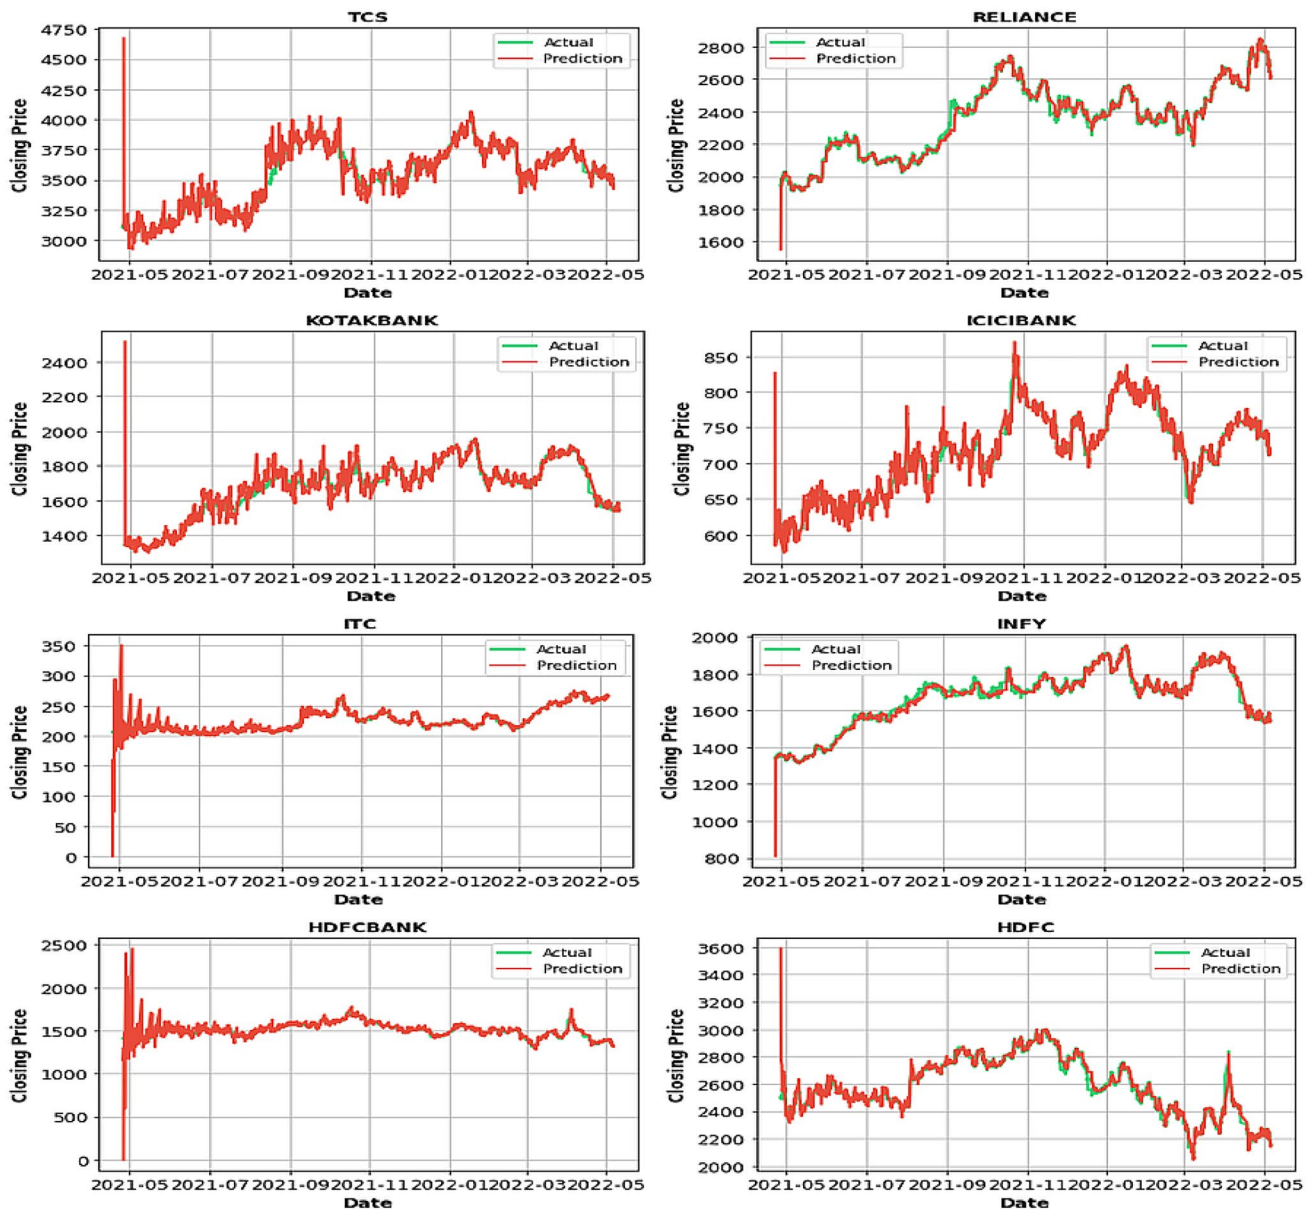 TCS
4750
4500
4250
4000
3750
3500
3250
3000
Closing Price
Actual
Prediction
2021-05 2021-07 2021-09 2021-11 2022-01 2022-03 2022-05
Date
RELIANCE
2800
2600
2400
2200
2000
1800
1600
Closing Price
Actual
Prediction
2021-05 2021-07 2021-09 2021-11 2022-01 2022-03 2022-05
Date
KOTAKBANK
2400
2200
2000
1800
1600
1400
Closing Price
Actual
Prediction
2021-05 2021-07 2021-09 2021-11 2022-01 2022-03 2022-05
Date
ICICIBANK
850
800
750
700
650
600
Closing Price
Actual
Prediction
2021-05 2021-07 2021-09 2021-11 2022-01 2022-03 2022-05
Date
ITC
350
300
250
200
150
100
50
0
Closing Price
Actual
Prediction
2021-05 2021-07 2021-09 2021-11 2022-01 2022-03 2022-05
Date
INFY
2000
1800
1600
1400
1200
1000
800
Closing Price
Actual
Prediction
2021-05 2021-07 2021-09 2021-11 2022-01 2022-03 2022-05
Date
HDFCBANK
2500
2000
1500
1000
500
0
Closing Price
Actual
Prediction
2021-05 2021-07 2021-09 2021-11 2022-01 2022-03 2022-05
Date
HDFC
3600
3400
3200
3000
2800
2600
2400
2200
2000
Closing Price
Actual
Prediction
2021-05 2021-07 2021-09 2021-11 2022-01 2022-03 2022-05
Date